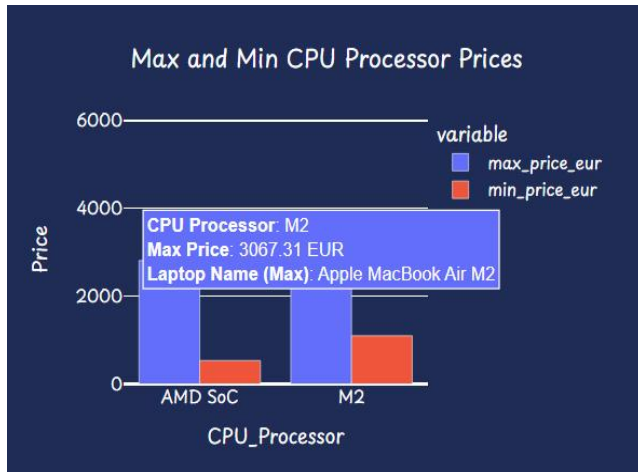 Max and Min CPU Processor Prices
6000
4000
2000
0
Price
variable
max_price_eur
min_price_eur
CPU Processor: M2
Max Price: 3067.31 EUR
Laptop Name (Max): Apple MacBook Air M2
AMD SoC
M2
CPU_Processor